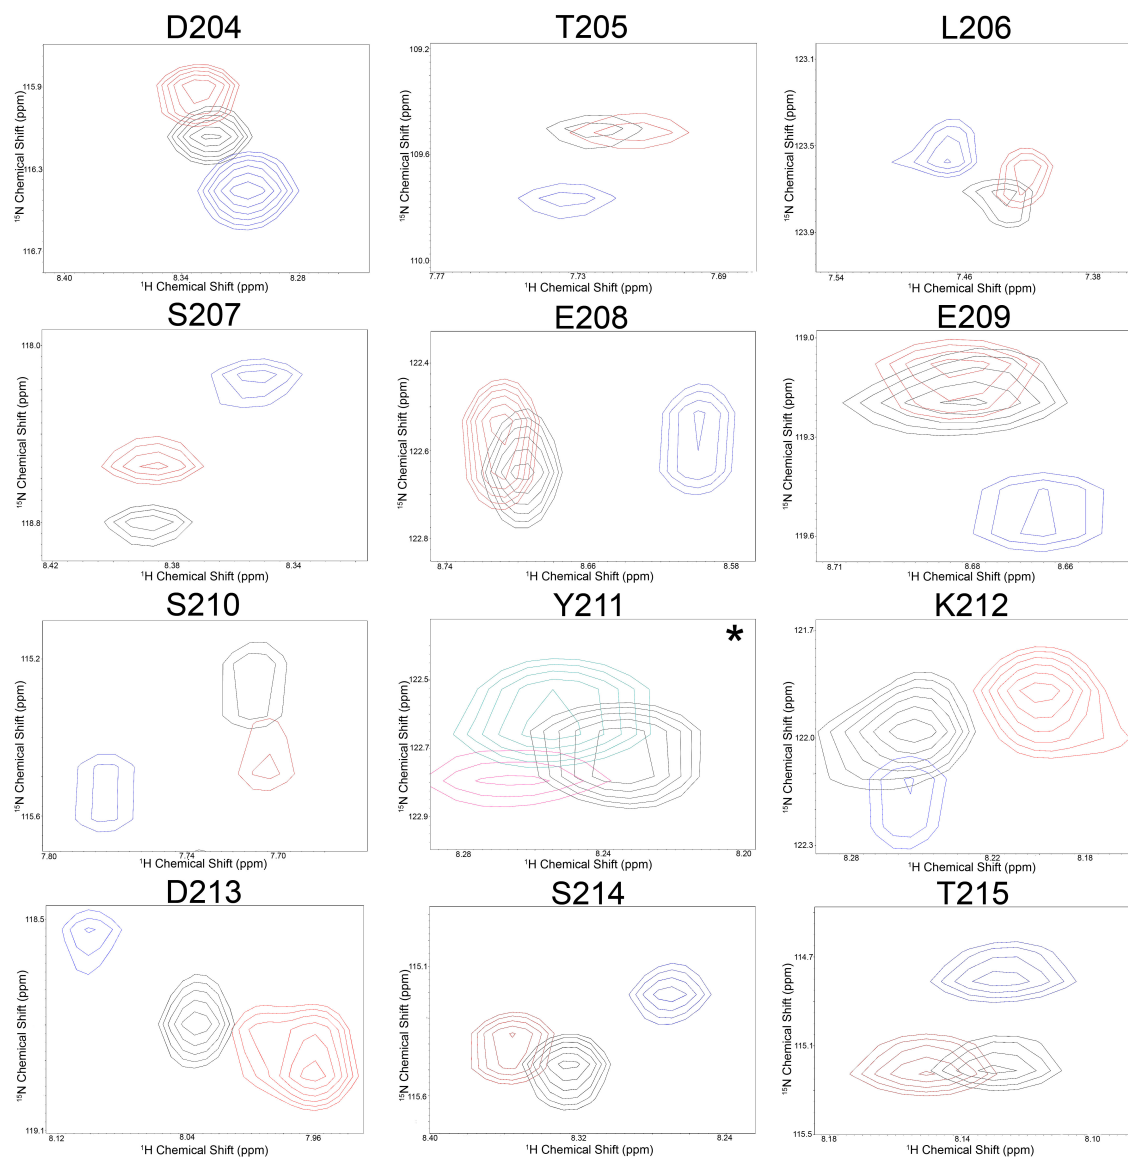 D204
T205
L206
109.2
123.1
115.9
123.5
109.6
116.3
123.9
116.7
110.0
8.40
8.34
8.28
7.77
7.73
7.69
7.54
7.46
7.38
¹⁵N Chemical Shift (ppm)
¹⁵N Chemical Shift (ppm)
¹⁵N Chemical Shift (ppm)
¹H Chemical Shift (ppm)
¹H Chemical Shift (ppm)
¹H Chemical Shift (ppm)
S207
E208
E209
118.0
122.4
119.0
122.6
119.3
118.8
122.8
119.6
8.42
8.38
8.34
8.74
8.66
8.58
8.71
8.68
8.66
¹⁵N Chemical Shift (ppm)
¹⁵N Chemical Shift (ppm)
¹⁵N Chemical Shift (ppm)
¹H Chemical Shift (ppm)
¹H Chemical Shift (ppm)
¹H Chemical Shift (ppm)
S210
Y211
K212
*
115.2
122.5
121.7
122.7
122.0
115.6
122.9
122.3
7.80
7.74
7.70
8.28
8.24
8.20
8.28
8.22
8.18
¹⁵N Chemical Shift (ppm)
¹⁵N Chemical Shift (ppm)
¹⁵N Chemical Shift (ppm)
¹H Chemical Shift (ppm)
¹H Chemical Shift (ppm)
¹H Chemical Shift (ppm)
D213
S214
T215
118.5
115.1
114.7
115.1
119.1
115.6
115.5
8.12
8.04
7.96
8.40
8.32
8.24
8.18
8.14
8.10
¹⁵N Chemical Shift (ppm)
¹⁵N Chemical Shift (ppm)
¹⁵N Chemical Shift (ppm)
¹H Chemical Shift (ppm)
¹H Chemical Shift (ppm)
¹H Chemical Shift (ppm)